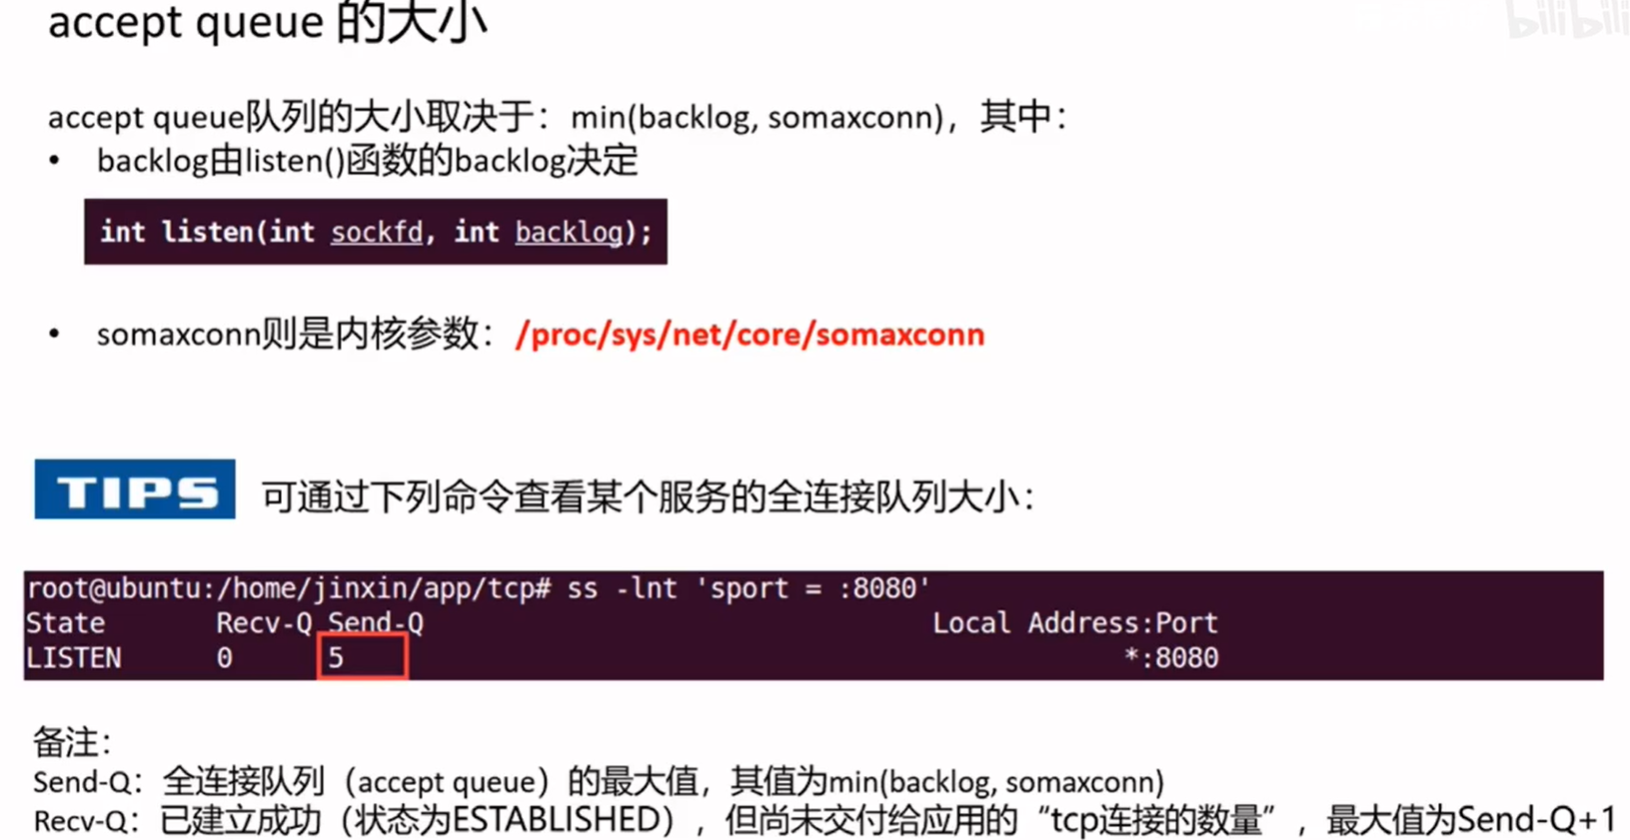 accept queue 的大小
bilibili
accept queue队列的大小取决于：min(backlog, somaxconn)，其中：
• backlog由listen()函数的backlog决定
int listen(int sockfd, int backlog);
• somaxconn则是内核参数：/proc/sys/net/core/somaxconn
TIPS 可通过下列命令查看某个服务的全连接队列大小：
root@ubuntu:/home/jinxin/app/tcp# ss -lnt 'sport = :8080'
State Recv-Q Send-Q Local Address:Port
LISTEN 0 5 *:8080
备注：
Send-Q：全连接队列（accept queue）的最大值，其值为min(backlog, somaxconn)
Recv-Q：已建立成功（状态为ESTABLISHED），但尚未交付给应用的“tcp连接的数量”，最大值为Send-Q+1